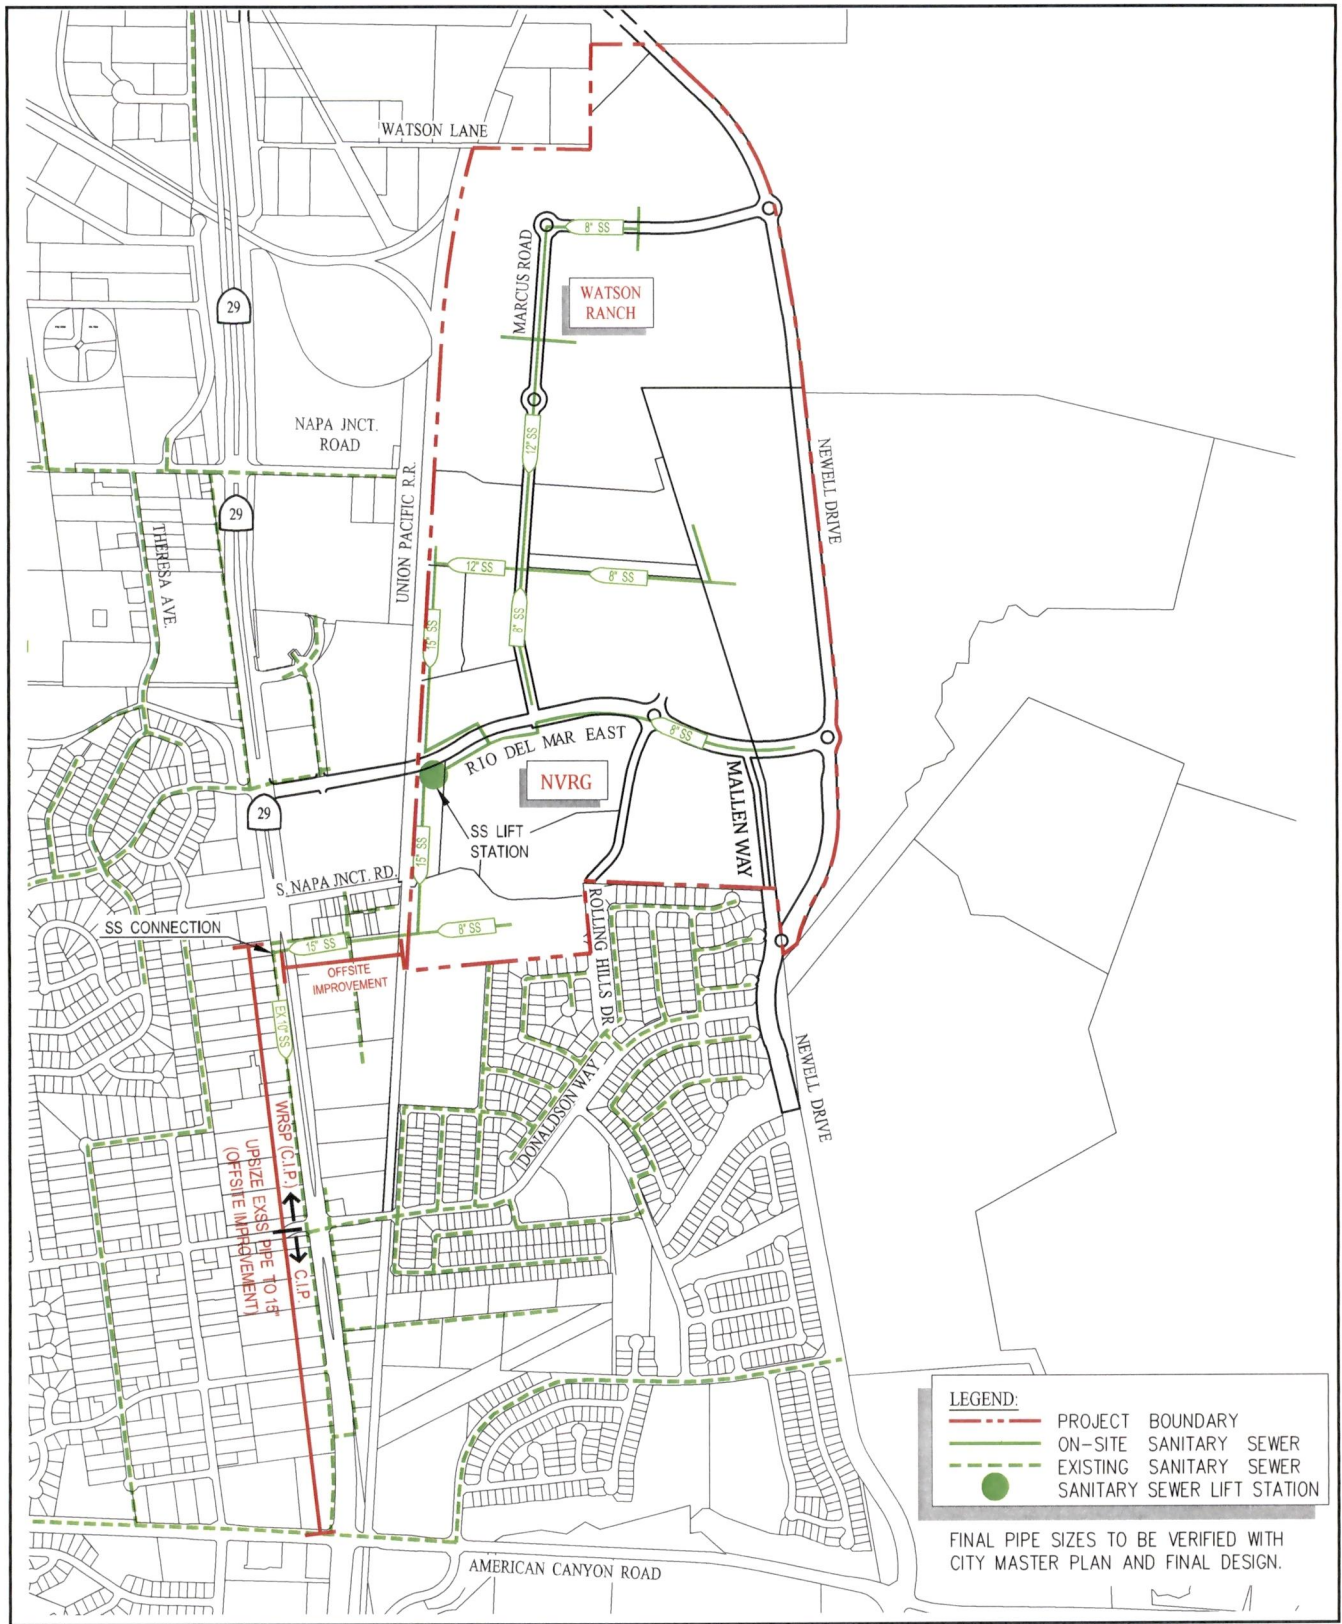 WATSON LANE
8" SS
MARCUS ROAD
WATSON
RANCH
29
NAPA JNCT.
ROAD
12" SS
NEWELL DRIVE
UNION PACIFIC R.R.
29
THERESA AVE.
12" SS
8" SS
8" SS
15" SS
8" SS
RIO DEL MAR EAST
NVRG
MALLEN WAY
29
SS LIFT
STATION
15" SS
S. NAPA JNCT. RD.
ROLLING HILLS DR
SS CONNECTION
8" SS
15" SS
OFFSITE
IMPROVEMENT
EX 10" SS
NEWELL DRIVE
DONALDSON WAY
WRSP (C.I.P.)
UPSIZE EXSS PIPE TO 15"
(OFFSITE IMPROVEMENT)
C.I.P.
LEGEND:
PROJECT BOUNDARY
ON-SITE SANITARY SEWER
EXISTING SANITARY SEWER
SANITARY SEWER LIFT STATION
FINAL PIPE SIZES TO BE VERIFIED WITH
CITY MASTER PLAN AND FINAL DESIGN.
AMERICAN CANYON ROAD